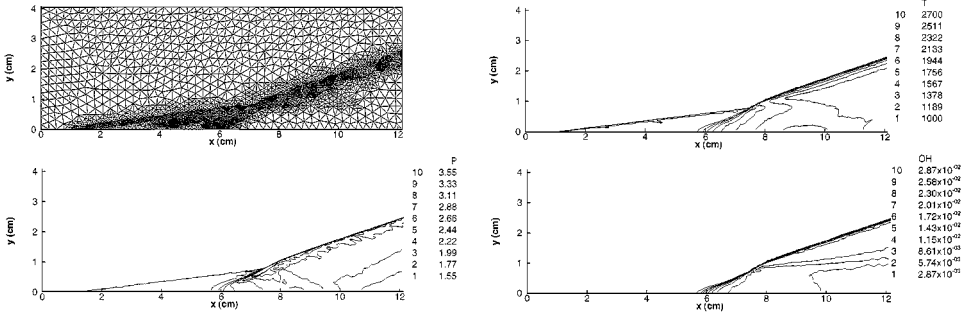 4
3
2
1
0
y (cm)
0 2 4 6 8 10 12
x (cm)
T
10 2700
9 2511
8 2322
7 2133
6 1944
5 1756
4 1567
3 1378
2 1189
1 1000
4
3
2
1
0
y (cm)
0 2 4 6 8 10 12
x (cm)
P
10 3.55
9 3.33
8 3.11
7 2.88
6 2.66
5 2.44
4 2.22
3 1.99
2 1.77
1 1.55
4
3
2
1
0
y (cm)
0 2 4 6 8 10 12
x (cm)
OH
10 2.87x10^-02
9 2.58x10^-02
8 2.30x10^-02
7 2.01x10^-02
6 1.72x10^-02
5 1.43x10^-02
4 1.15x10^-02
3 8.61x10^-03
2 5.74x10^-03
1 2.87x10^-03
4
3
2
1
0
y (cm)
0 2 4 6 8 10 12
x (cm)